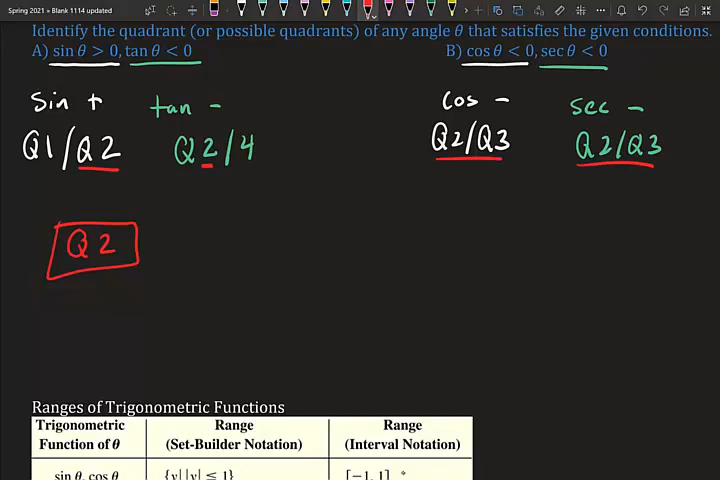 Spring 2021 » Blank 1114 updated
Identify the quadrant (or possible quadrants) of any angle θ that satisfies the given conditions.
A) sin θ > 0, tan θ < 0
B) cos θ < 0, sec θ < 0
sin + tan -
cos - sec -
Q1/Q2 Q2/4
Q2/Q3 Q2/Q3
Q2
Ranges of Trigonometric Functions
Trigonometric Function of θ
Range (Set-Builder Notation)
Range (Interval Notation)
sin θ, cos θ {y| |y| ≤ 1} [−1, 1]